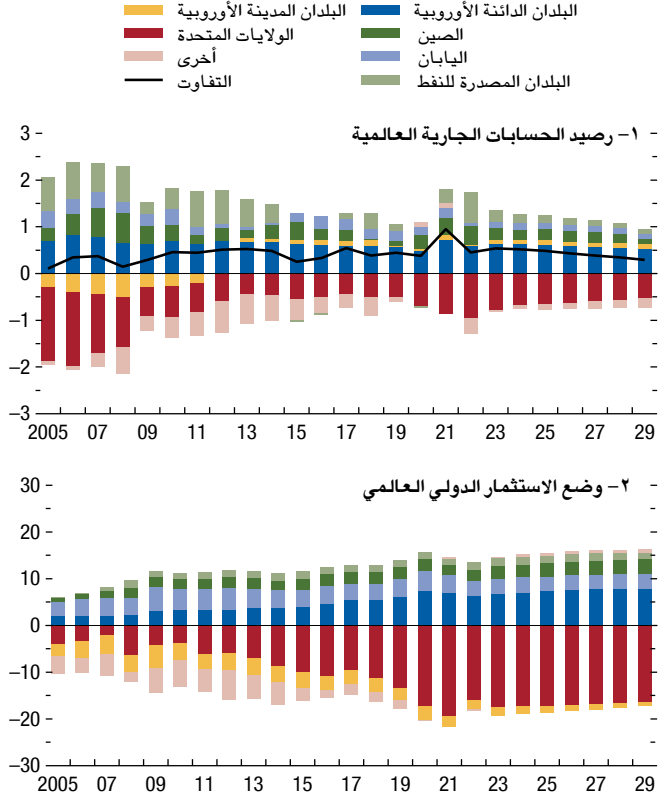 البلدان الدائنة الأوروبية البلدان المدينة الأوروبية
الصين الولايات المتحدة
اليابان أخرى
البلدان المصدرة للنفط التفاوت
١- رصيد الحسابات الجارية العالمية
3
2
1
0
–1
–2
–3
2005 07 09 11 13 15 17 19 21 23 25 27 29
٢- وضع الاستثمار الدولي العالمي
30
20
10
0
–10
–20
–30
2005 07 09 11 13 15 17 19 21 23 25 27 29